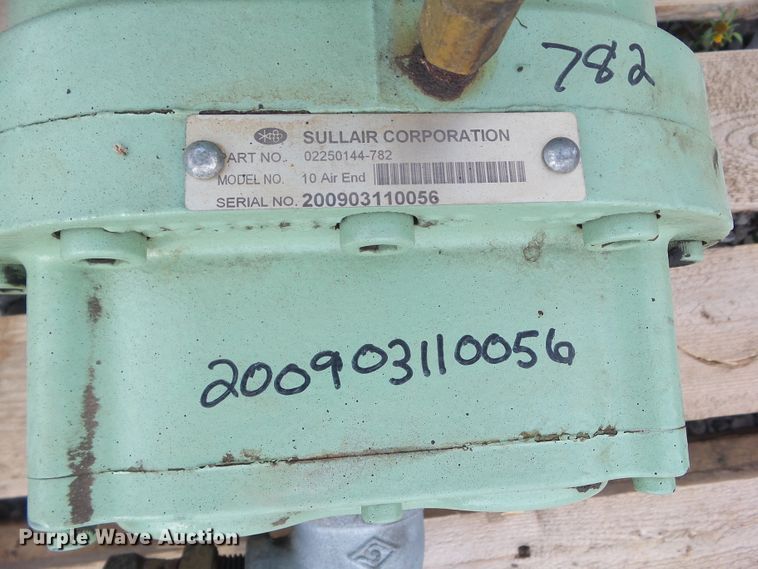 782
SULLAIR CORPORATION
PART NO. 02250144-782
MODEL NO. 10 Air End
SERIAL NO. 200903110056
200903110056
Purple Wave Auction